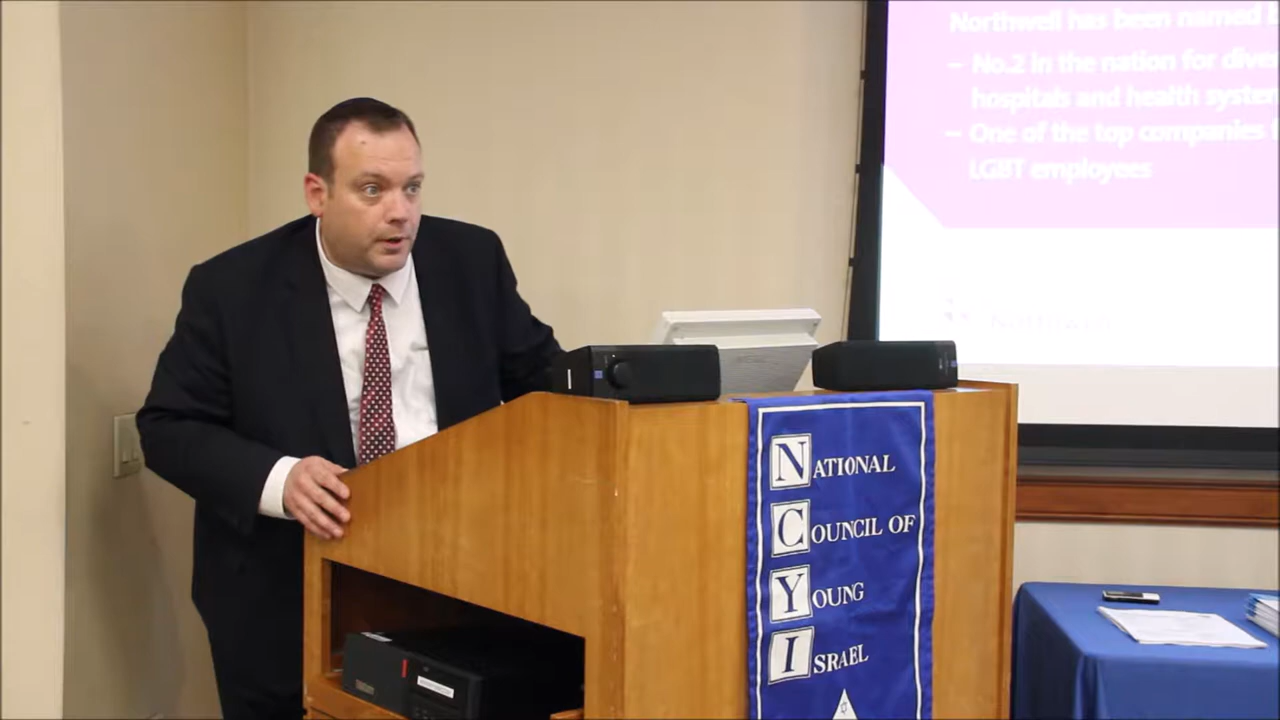 Northwell has been named
– No.2 in the nation for
hospitals and health
– One of the top companies
LGBT employees
NATIONAL
COUNCIL OF
YOUNG
ISRAEL